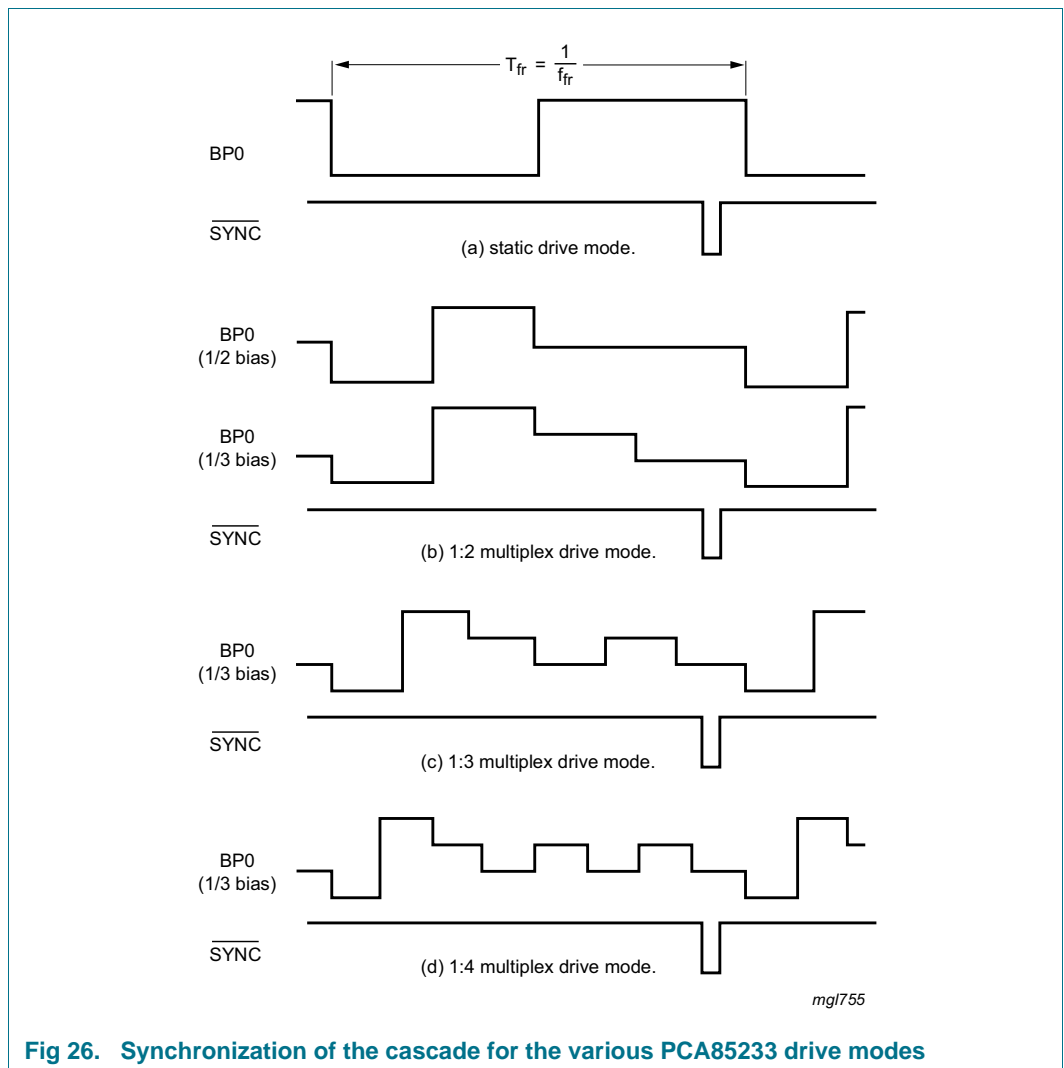 T_fr = 1/f_fr
BP0
SYNC
(a) static drive mode.
BP0
(1/2 bias)
BP0
(1/3 bias)
SYNC
(b) 1:2 multiplex drive mode.
BP0
(1/3 bias)
SYNC
(c) 1:3 multiplex drive mode.
BP0
(1/3 bias)
SYNC
(d) 1:4 multiplex drive mode.
mgl755
Fig 26. Synchronization of the cascade for the various PCA85233 drive modes